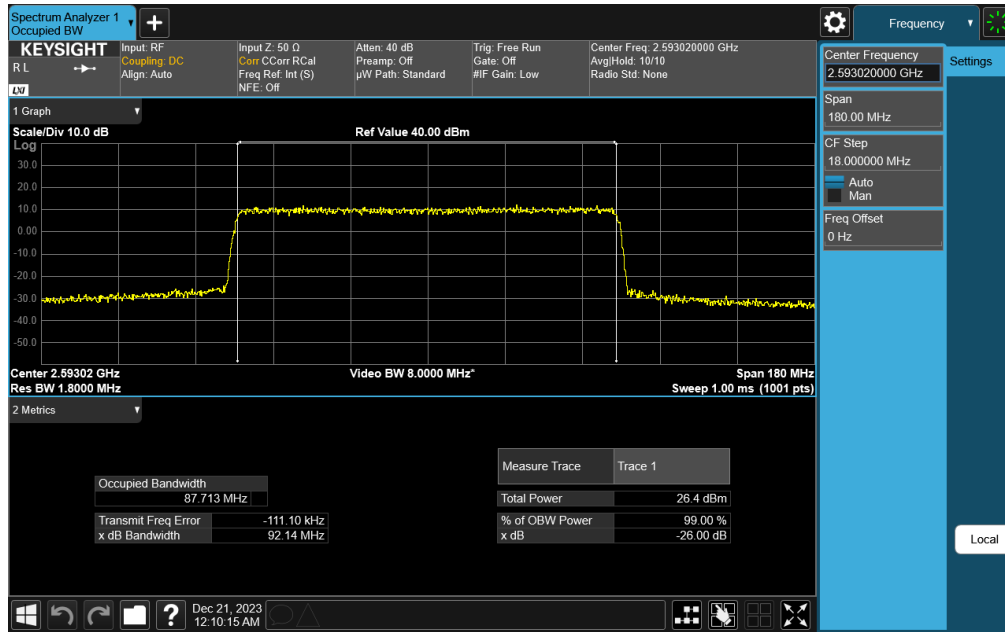 Spectrum Analyzer 1
Occupied BW
+
Frequency
KEYSIGHT
R L
LXI
Input: RF
Coupling: DC
Align: Auto
Input Z: 50 Ω
Corr CCorr RCal
Freq Ref: Int (S)
NFE: Off
Atten: 40 dB
Preamp: Off
µW Path: Standard
Trig: Free Run
Gate: Off
#IF Gain: Low
Center Freq: 2.593020000 GHz
Avg|Hold: 10/10
Radio Std: None
Center Frequency
2.593020000 GHz
Settings
Span
180.00 MHz
CF Step
18.000000 MHz
Auto
Man
Freq Offset
0 Hz
1 Graph
Scale/Div 10.0 dB
Ref Value 40.00 dBm
Log
30.0
20.0
10.0
0.00
-10.0
-20.0
-30.0
-40.0
-50.0
Center 2.59302 GHz
Video BW 8.0000 MHz*
Span 180 MHz
Res BW 1.8000 MHz
Sweep 1.00 ms (1001 pts)
2 Metrics
Occupied Bandwidth
87.713 MHz
Transmit Freq Error -111.10 kHz
x dB Bandwidth 92.14 MHz
Measure Trace Trace 1
Total Power 26.4 dBm
% of OBW Power 99.00 %
x dB -26.00 dB
Local
?
Dec 21, 2023
12:10:15 AM